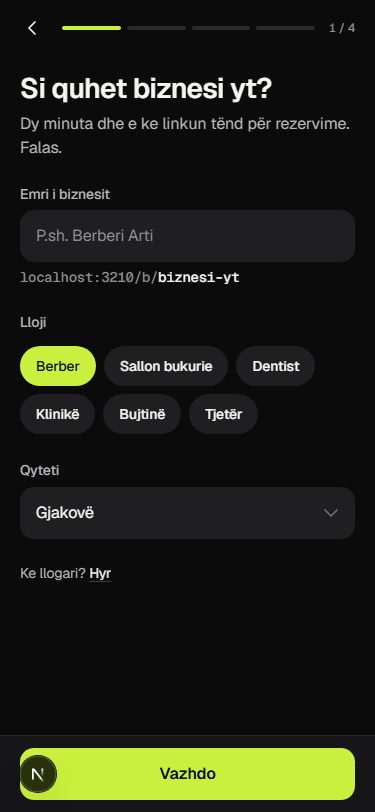 1 / 4
Si quhet biznesi yt?
Dy minuta dhe e ke linkun tënd për rezervime.
Falas.
Emri i biznesit
P.sh. Berberi Arti
localhost:3210/b/biznesi-yt
Lloji
Berber Sallon bukurie Dentist
Klinikë Bujtinë Tjetër
Qyteti
Gjakovë
Ke llogari? Hyr
N Vazhdo